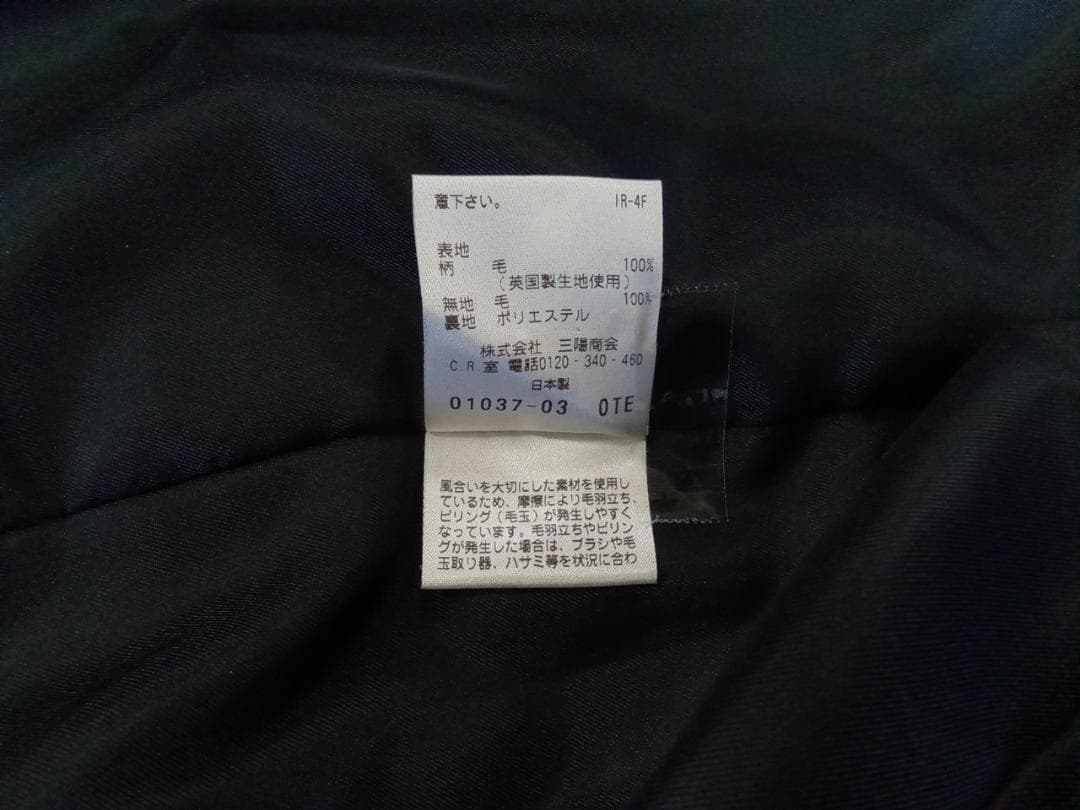 意下さい。 IR-4F
表地
柄 毛 100%
(英国製生地使用)
無地 毛 100%
裏地 ポリエステル
株式会社 三陽商会
C.R.室 電話0120-340-460
日本製
01037-03 OTE
風合いを大切にした素材を使用し
ているため、摩擦により毛羽立ち、
ピリング(毛玉)が発生しやすく
なっています。毛羽立ちやピリン
グが発生した場合は、ブラシや毛
玉取り器、ハサミ等を状況に合わ